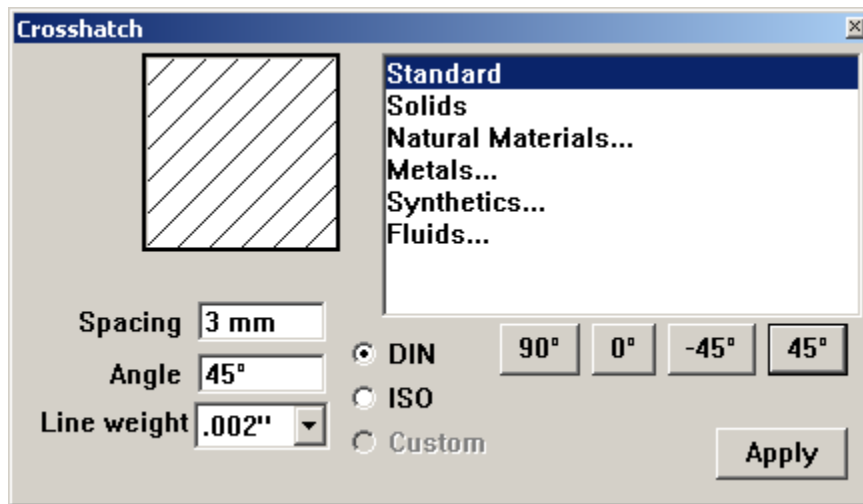 Crosshatch
Standard
Solids
Natural Materials...
Metals...
Synthetics...
Fluids...
Spacing 3 mm
Angle 45°
Line weight .002"
DIN
ISO
Custom
90° 0° -45° 45°
Apply